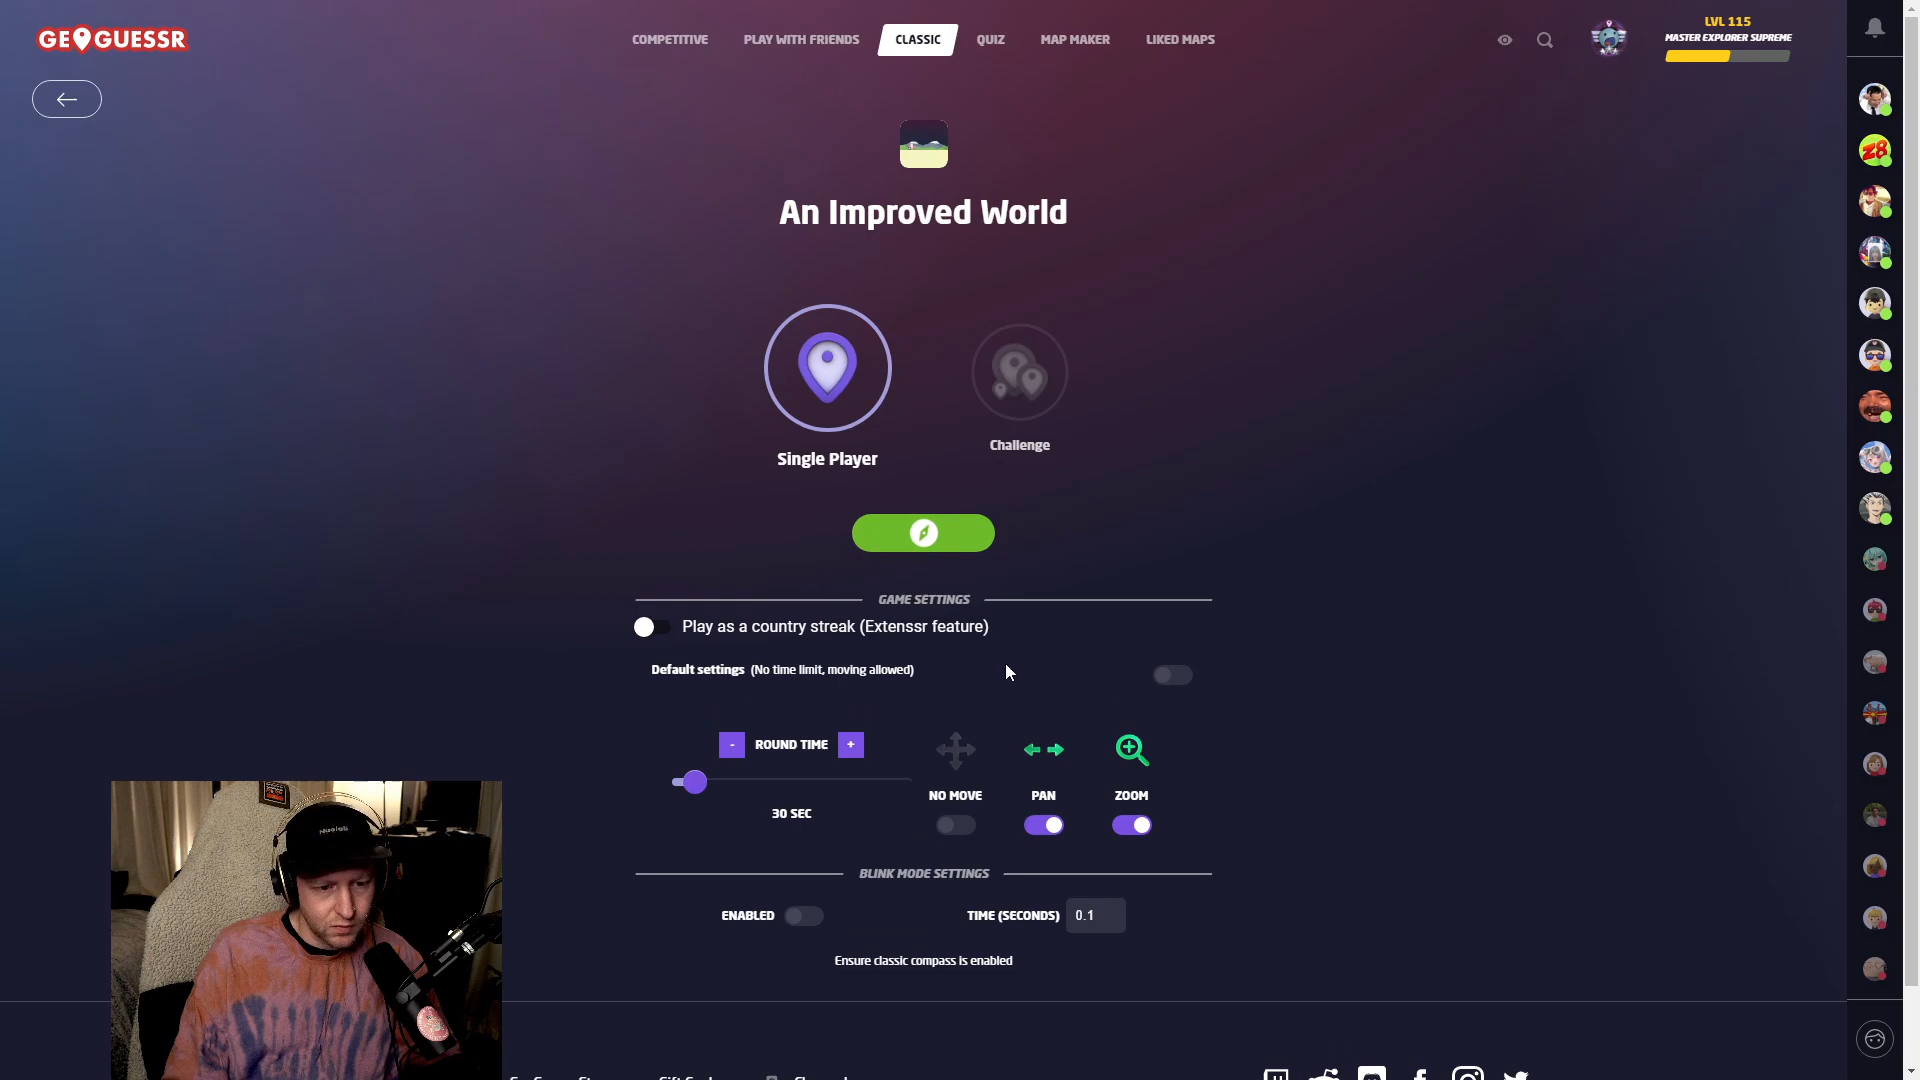 GEOGUESSR
COMPETITIVE
PLAY WITH FRIENDS
CLASSIC
QUIZ
MAP MAKER
LIKED MAPS
LVL 115
MASTER EXPLORER SUPREME
Z8
An Improved World
Single Player
Challenge
GAME SETTINGS
Play as a country streak (Extenssr feature)
Default settings (No time limit, moving allowed)
- ROUND TIME +
30 SEC
NO MOVE
PAN
ZOOM
BLINK MODE SETTINGS
ENABLED
TIME (SECONDS) 0.1
Ensure classic compass is enabled